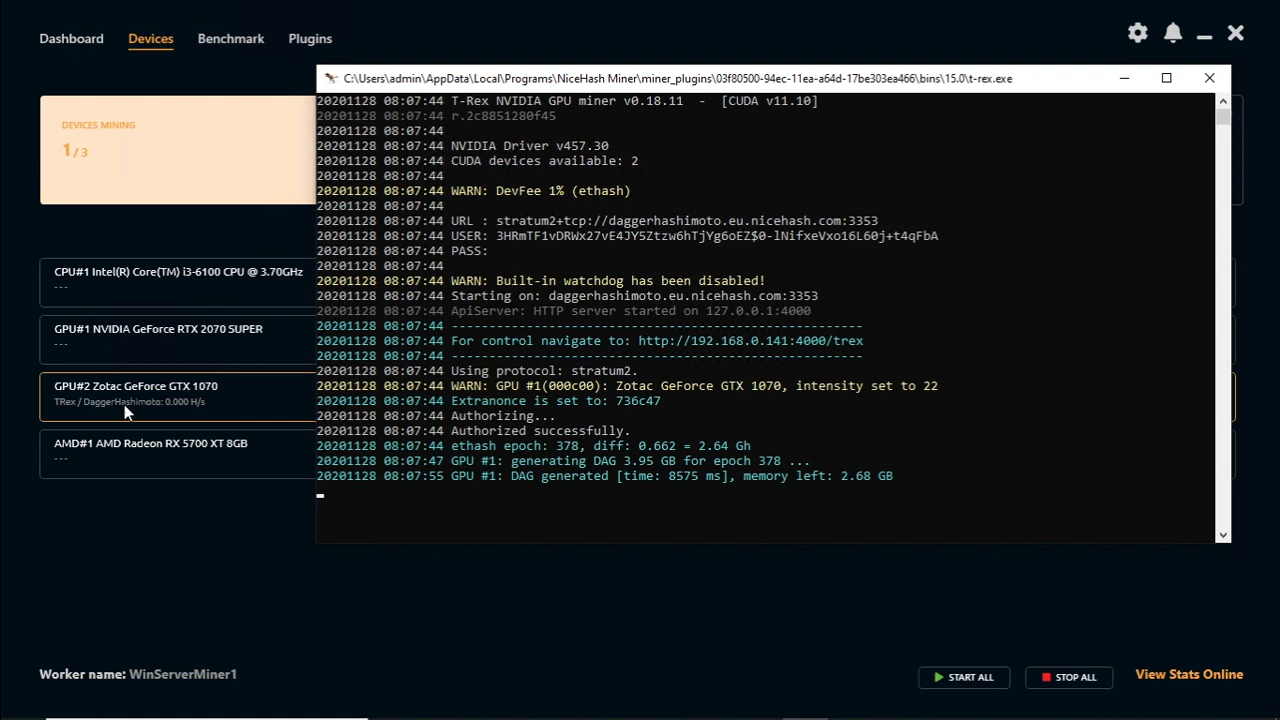 Dashboard Devices Benchmark Plugins
C:\Users\admin\AppData\Local\Programs\NiceHash Miner\miner_plugins\03f80500-94ec-11ea-a64d-17be303ea466\bins\15.0\t-rex.exe
DEVICES MINING
1 / 3
CPU#1 Intel(R) Core(TM) i3-6100 CPU @ 3.70GHz
---
GPU#1 NVIDIA GeForce RTX 2070 SUPER
---
GPU#2 Zotac GeForce GTX 1070
TRex / DaggerHashimoto: 0.000 H/s
AMD#1 AMD Radeon RX 5700 XT 8GB
---
20201128 08:07:44 T-Rex NVIDIA GPU miner v0.18.11 - [CUDA v11.10]
20201128 08:07:44 r.2c8851280f45
20201128 08:07:44
20201128 08:07:44 NVIDIA Driver v457.30
20201128 08:07:44 CUDA devices available: 2
20201128 08:07:44
20201128 08:07:44 WARN: DevFee 1% (ethash)
20201128 08:07:44
20201128 08:07:44 URL : stratum2+tcp://daggerhashimoto.eu.nicehash.com:3353
20201128 08:07:44 USER: 3HRmTF1vDRWx27vE4JY5Ztzw6hTjYg6oEZ$0-lNifxeVxo16L60j+t4qFbA
20201128 08:07:44 PASS:
20201128 08:07:44
20201128 08:07:44 WARN: Built-in watchdog has been disabled!
20201128 08:07:44 Starting on: daggerhashimoto.eu.nicehash.com:3353
20201128 08:07:44 ApiServer: HTTP server started on 127.0.0.1:4000
20201128 08:07:44 -------------------------------------------------------
20201128 08:07:44 For control navigate to: http://192.168.0.141:4000/trex
20201128 08:07:44 -------------------------------------------------------
20201128 08:07:44 Using protocol: stratum2.
20201128 08:07:44 WARN: GPU #1(000c00): Zotac GeForce GTX 1070, intensity set to 22
20201128 08:07:44 Extranonce is set to: 736c47
20201128 08:07:44 Authorizing...
20201128 08:07:44 Authorized successfully.
20201128 08:07:44 ethash epoch: 378, diff: 0.662 = 2.64 Gh
20201128 08:07:47 GPU #1: generating DAG 3.95 GB for epoch 378 ...
20201128 08:07:55 GPU #1: DAG generated [time: 8575 ms], memory left: 2.68 GB
Worker name: WinServerMiner1
START ALL
STOP ALL
View Stats Online